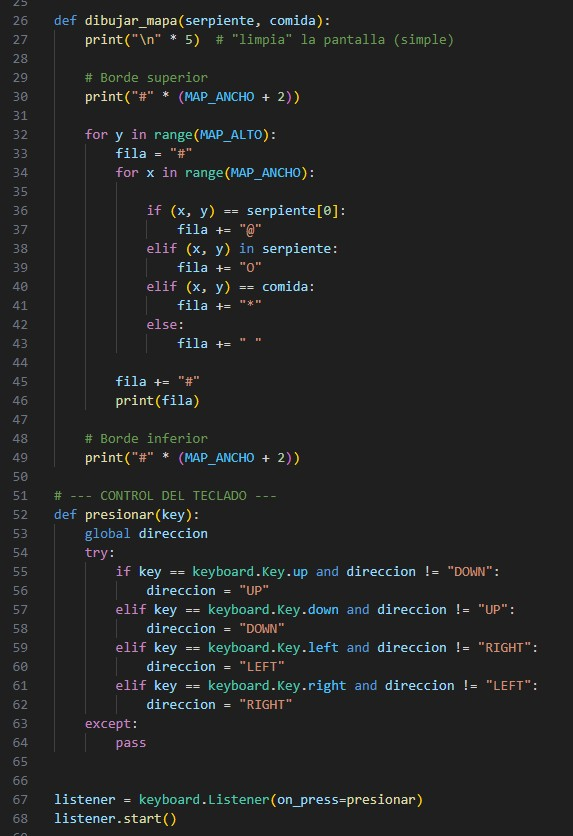 25
26 def dibujar_mapa(serpiente, comida):
27     print("\n" * 5)  # "limpia" la pantalla (simple)
28
29     # Borde superior
30     print("#" * (MAP_ANCHO + 2))
31
32     for y in range(MAP_ALTO):
33         fila = "#"
34         for x in range(MAP_ANCHO):
35
36             if (x, y) == serpiente[0]:
37                 fila += "@"
38             elif (x, y) in serpiente:
39                 fila += "O"
40             elif (x, y) == comida:
41                 fila += "*"
42             else:
43                 fila += " "
44
45         fila += "#"
46         print(fila)
47
48     # Borde inferior
49     print("#" * (MAP_ANCHO + 2))
50
51 # --- CONTROL DEL TECLADO ---
52 def presionar(key):
53     global direccion
54     try:
55         if key == keyboard.Key.up and direccion != "DOWN":
56             direccion = "UP"
57         elif key == keyboard.Key.down and direccion != "UP":
58             direccion = "DOWN"
59         elif key == keyboard.Key.left and direccion != "RIGHT":
60             direccion = "LEFT"
61         elif key == keyboard.Key.right and direccion != "LEFT":
62             direccion = "RIGHT"
63     except:
64         pass
65
66
67 listener = keyboard.Listener(on_press=presionar)
68 listener.start()
69